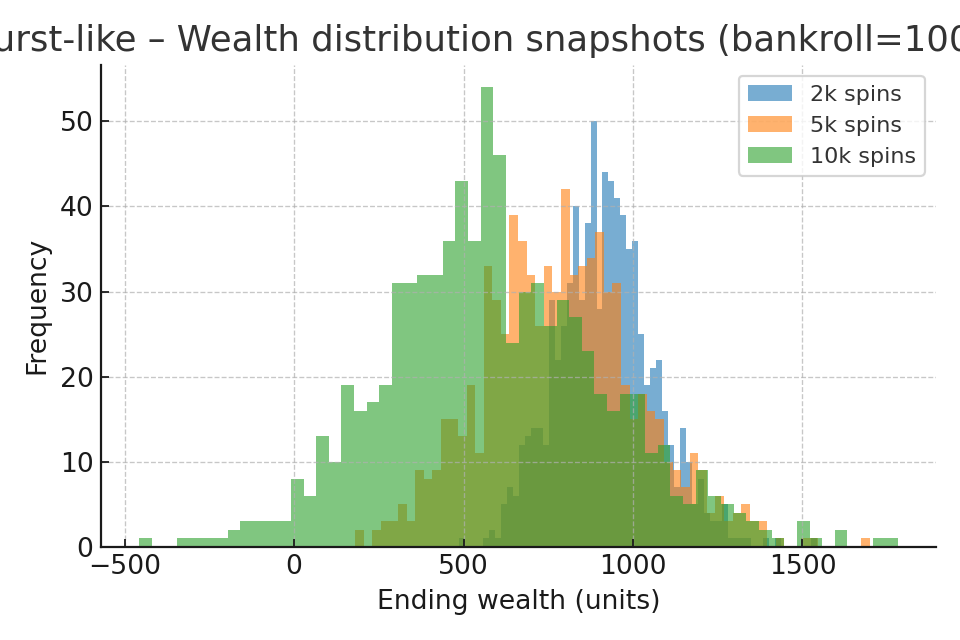 urst-like – Wealth distribution snapshots (bankroll=100
2k spins
5k spins
10k spins
50
40
30
20
10
0
Frequency
−500 0 500 1000 1500
Ending wealth (units)